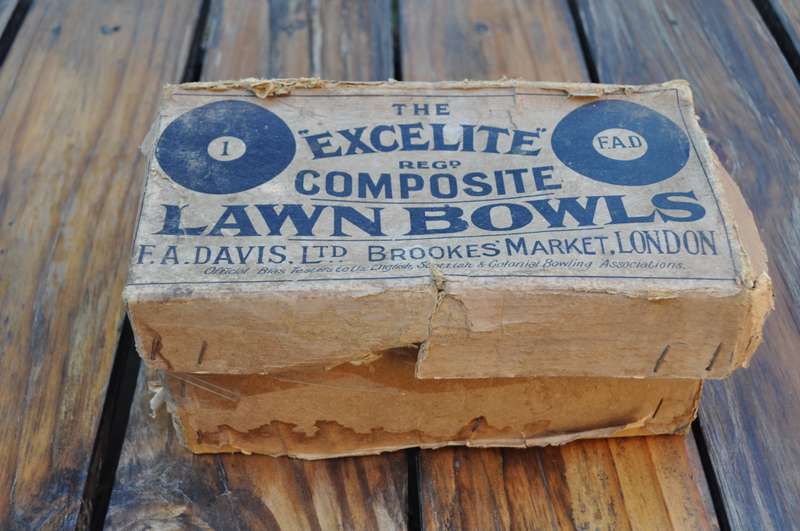 THE
"EXCELITE"
REGD
COMPOSITE
LAWN BOWLS
F.A. DAVIS. LTD BROOKES' MARKET, LONDON
Official Bias Testers to the English, Scottish & Colonial Bowling Associations.
1
F.A.D